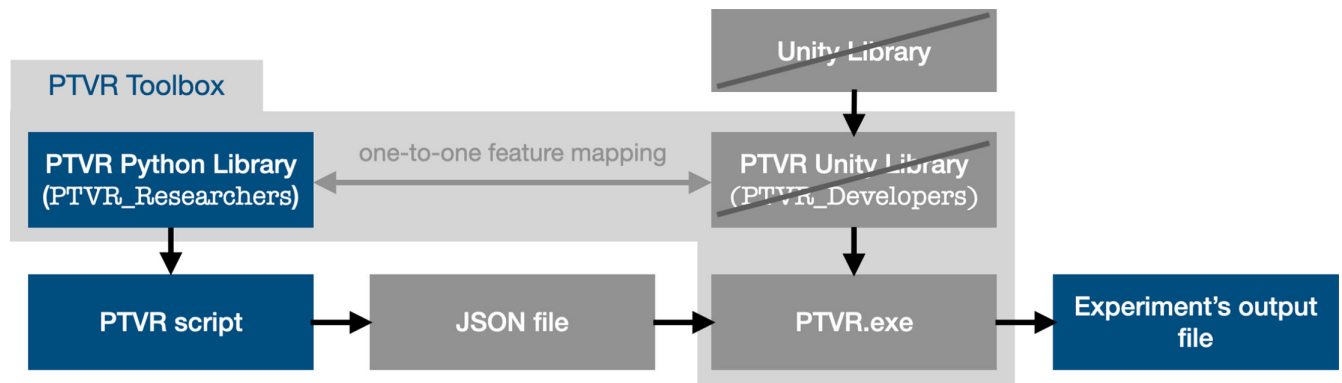 Unity Library
PTVR Toolbox
PTVR Python Library
(PTVR_Researchers)
one-to-one feature mapping
PTVR Unity Library
(PTVR_Developers)
PTVR script
JSON file
PTVR.exe
Experiment's output
file